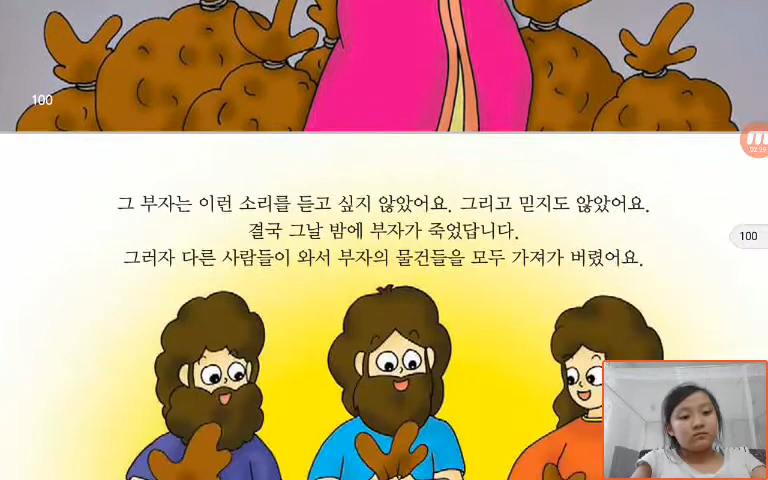 100
02:39
그 부자는 이런 소리를 듣고 싶지 않았어요. 그리고 믿지도 않았어요.
100
결국 그날 밤에 부자가 죽었답니다.
그러자 다른 사람들이 와서 부자의 물건들을 모두 가져가 버렸어요.